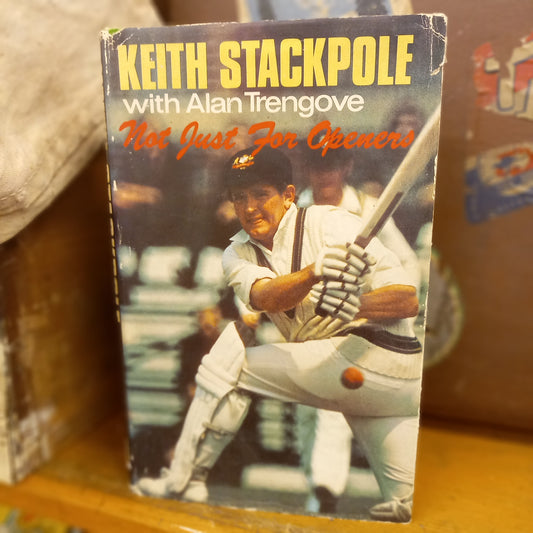 KEITH STACKPOLE
with Alan Trengove
Not Just For Openers